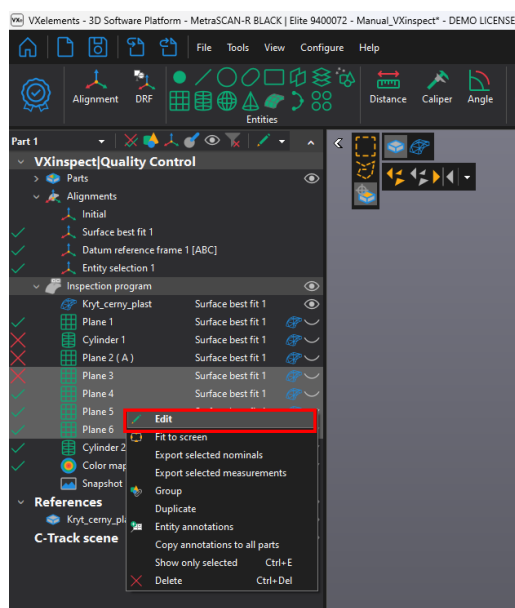 VXelements - 3D Software Platform - MetraSCAN-R BLACK | Elite 9400072 - Manual_VXinspect* - DEMO LICENSE
File Tools View Configure Help
Alignment DRF Entities Distance Caliper Angle
Part 1
VXinspect|Quality Control
Parts
Alignments
Initial
Surface best fit 1
Datum reference frame 1 [ABC]
Entity selection 1
Inspection program
Kryt_cerny_plast Surface best fit 1
Plane 1 Surface best fit 1
Cylinder 1 Surface best fit 1
Plane 2 ( A ) Surface best fit 1
Plane 3 Surface best fit 1
Plane 4 Surface best fit 1
Plane 5
Plane 6
Cylinder 2
Color map
Snapshot
References
Kryt_cerny_pl
C-Track scene
Edit
Fit to screen
Export selected nominals
Export selected measurements
Group
Duplicate
Entity annotations
Copy annotations to all parts
Show only selected Ctrl+E
Delete Ctrl+Del